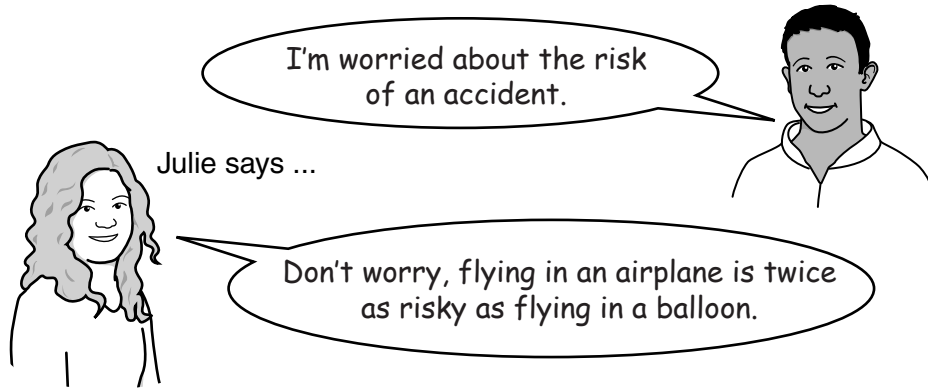 I'm worried about the risk
of an accident.
Julie says ...
Don't worry, flying in an airplane is twice
as risky as flying in a balloon.